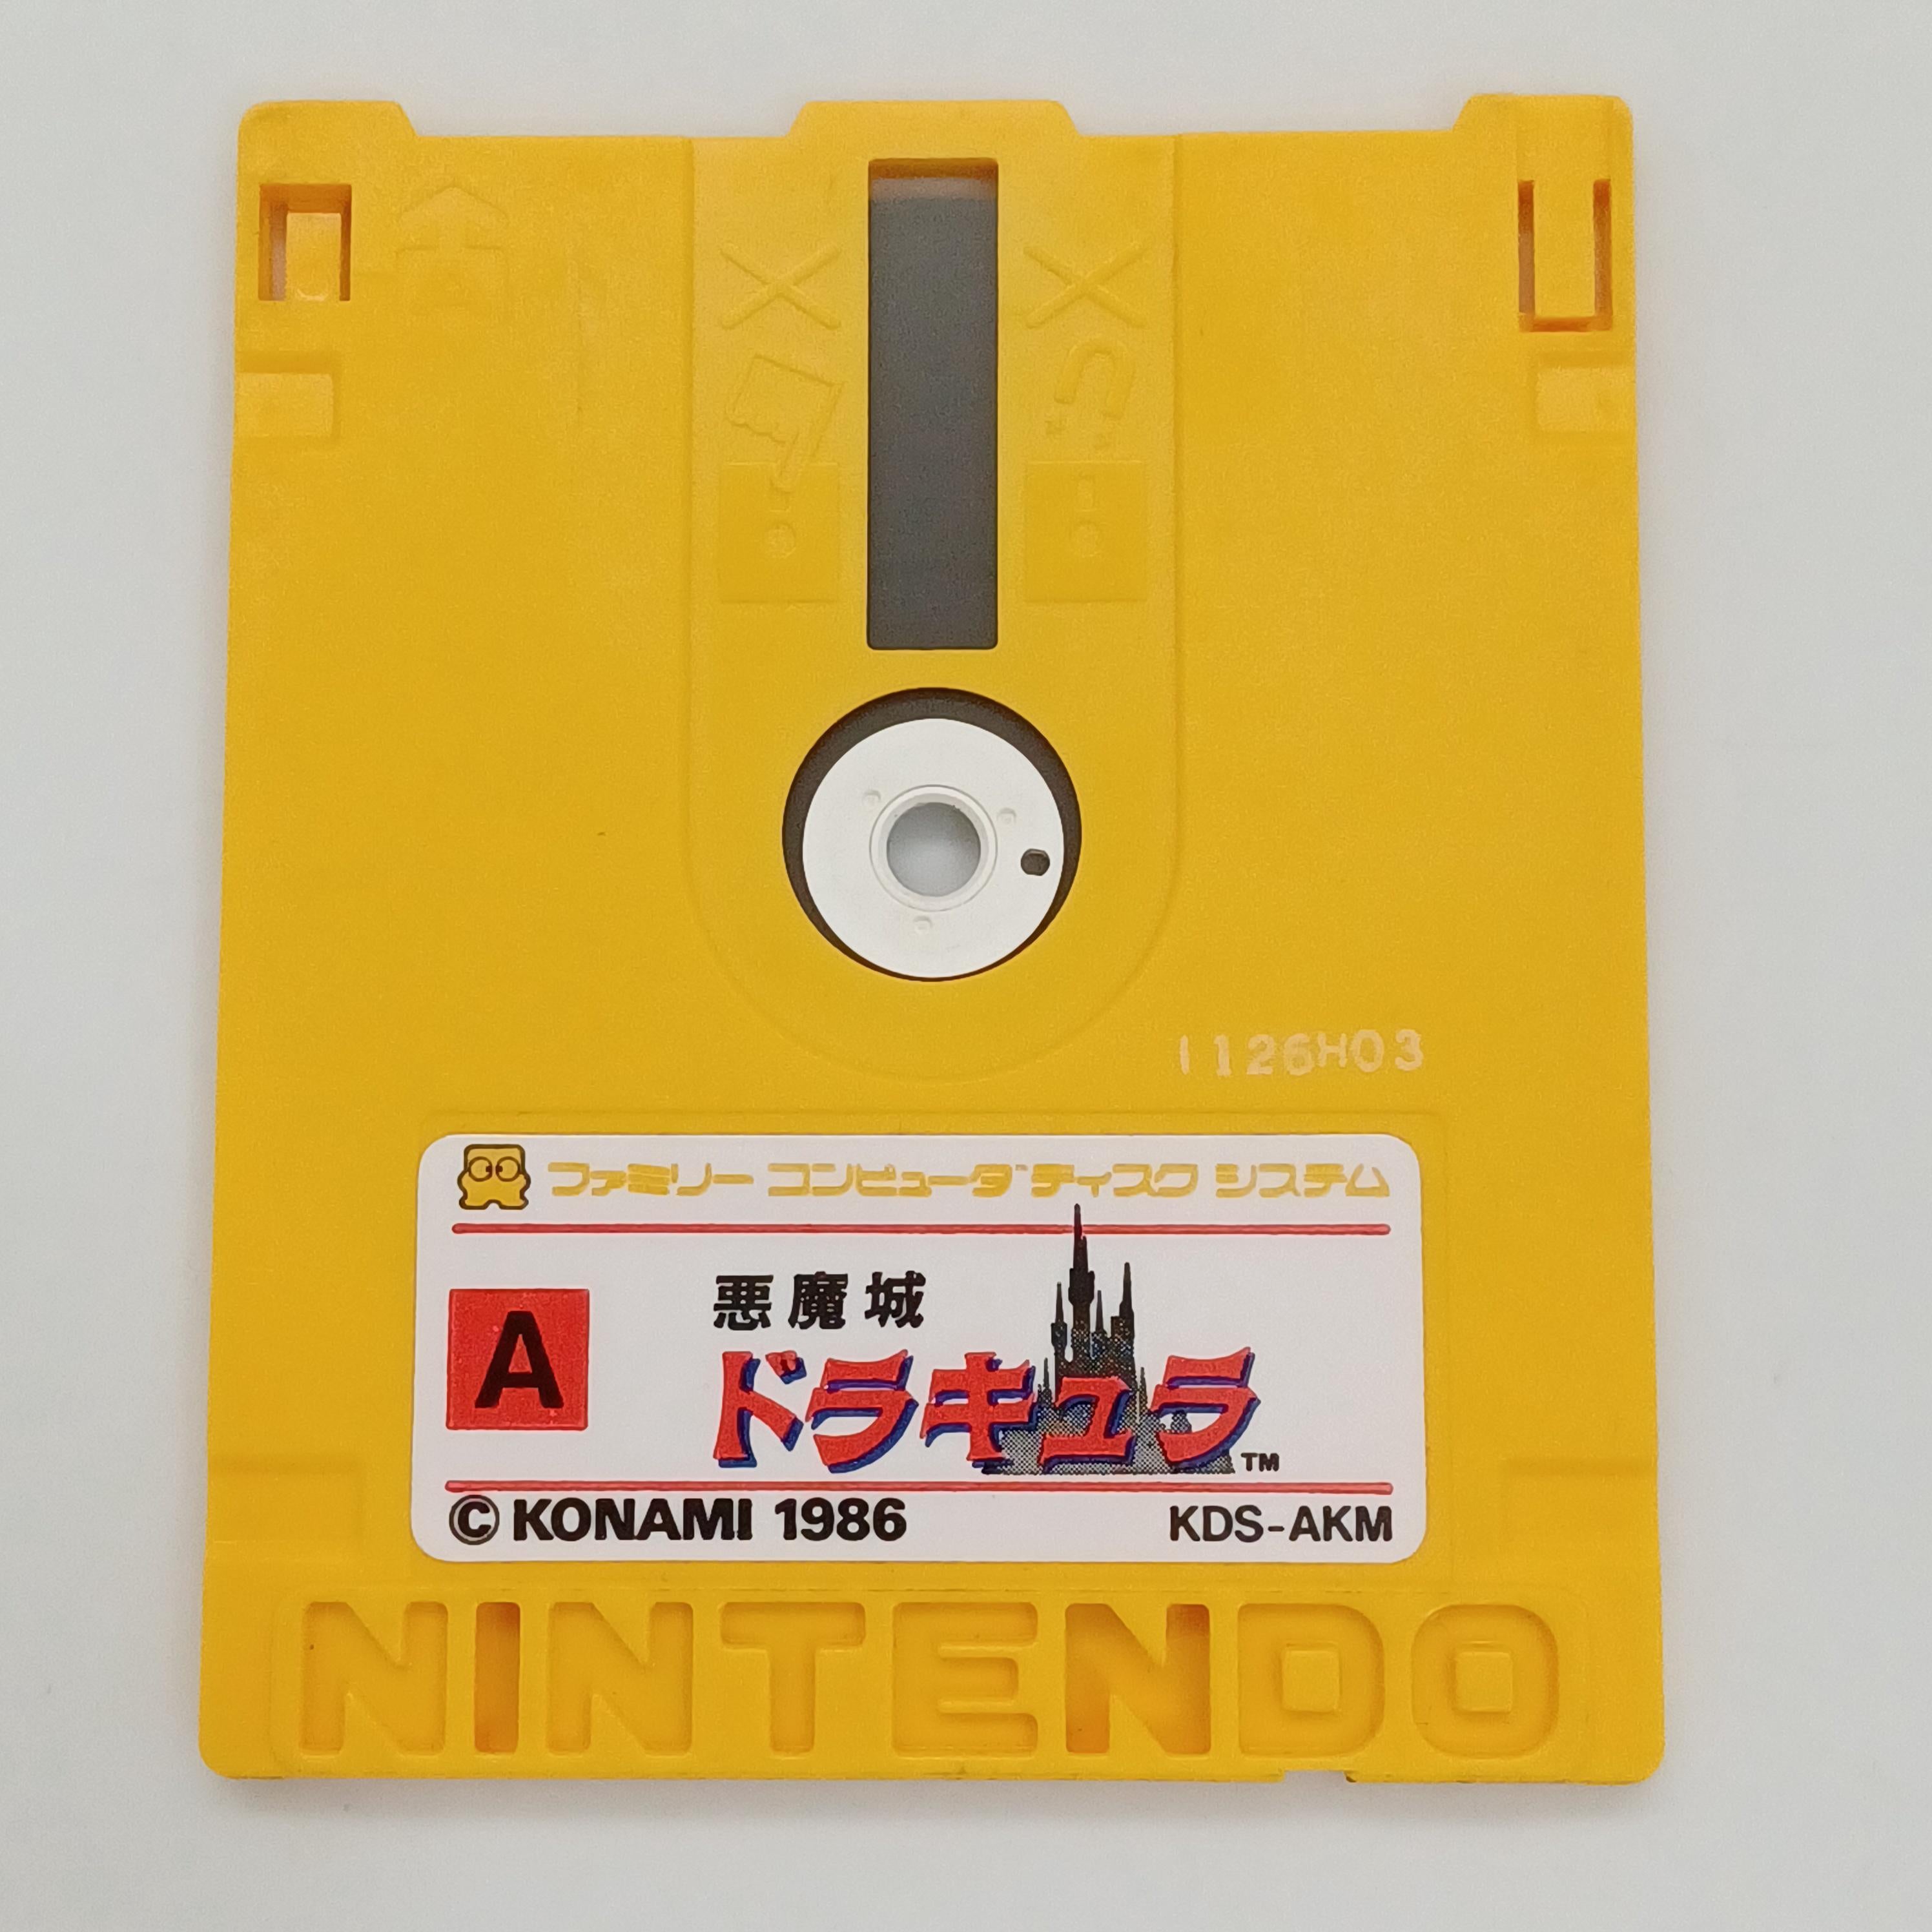 1126H03
ファミリー コンピュータ ディスク システム
A
悪魔城
ドラキュラ TM
© KONAMI 1986 KDS-AKM
NINTENDO